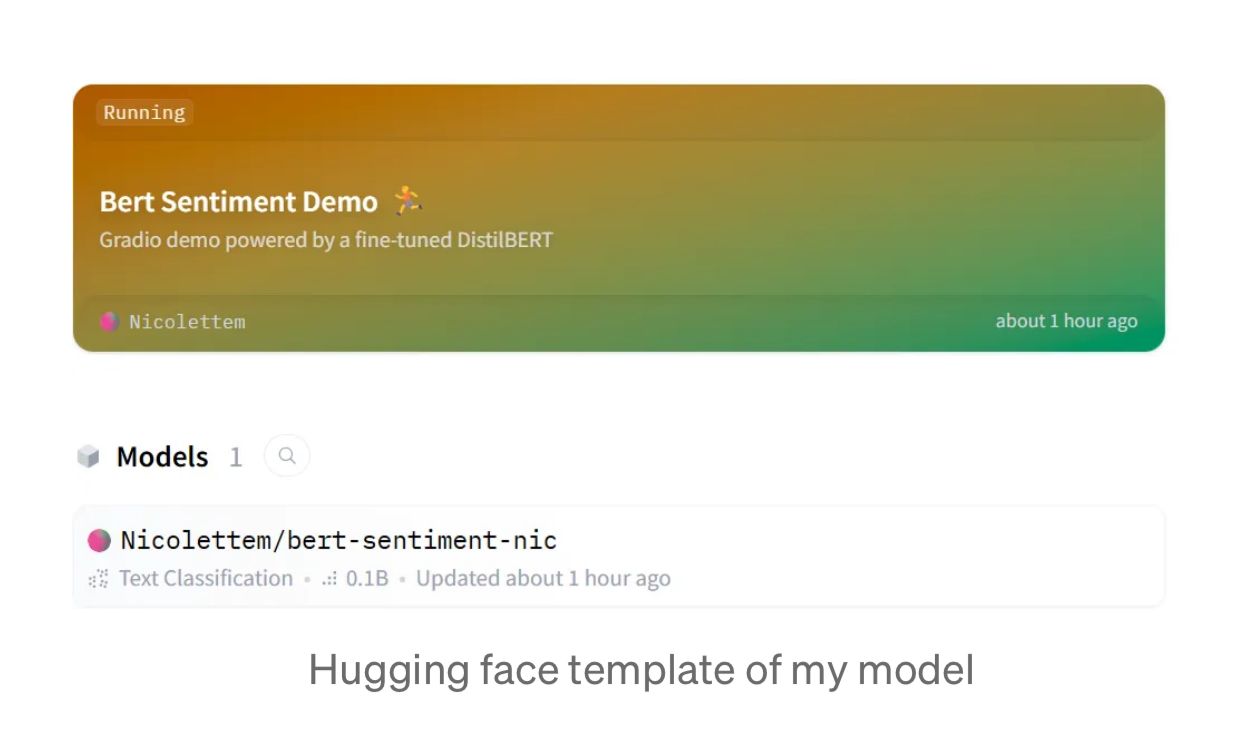 Running
Bert Sentiment Demo 🏃
Gradio demo powered by a fine-tuned DistilBERT
Nicolettem about 1 hour ago
Models 1
Nicolettem/bert-sentiment-nic
Text Classification • 0.1B • Updated about 1 hour ago
Hugging face template of my model